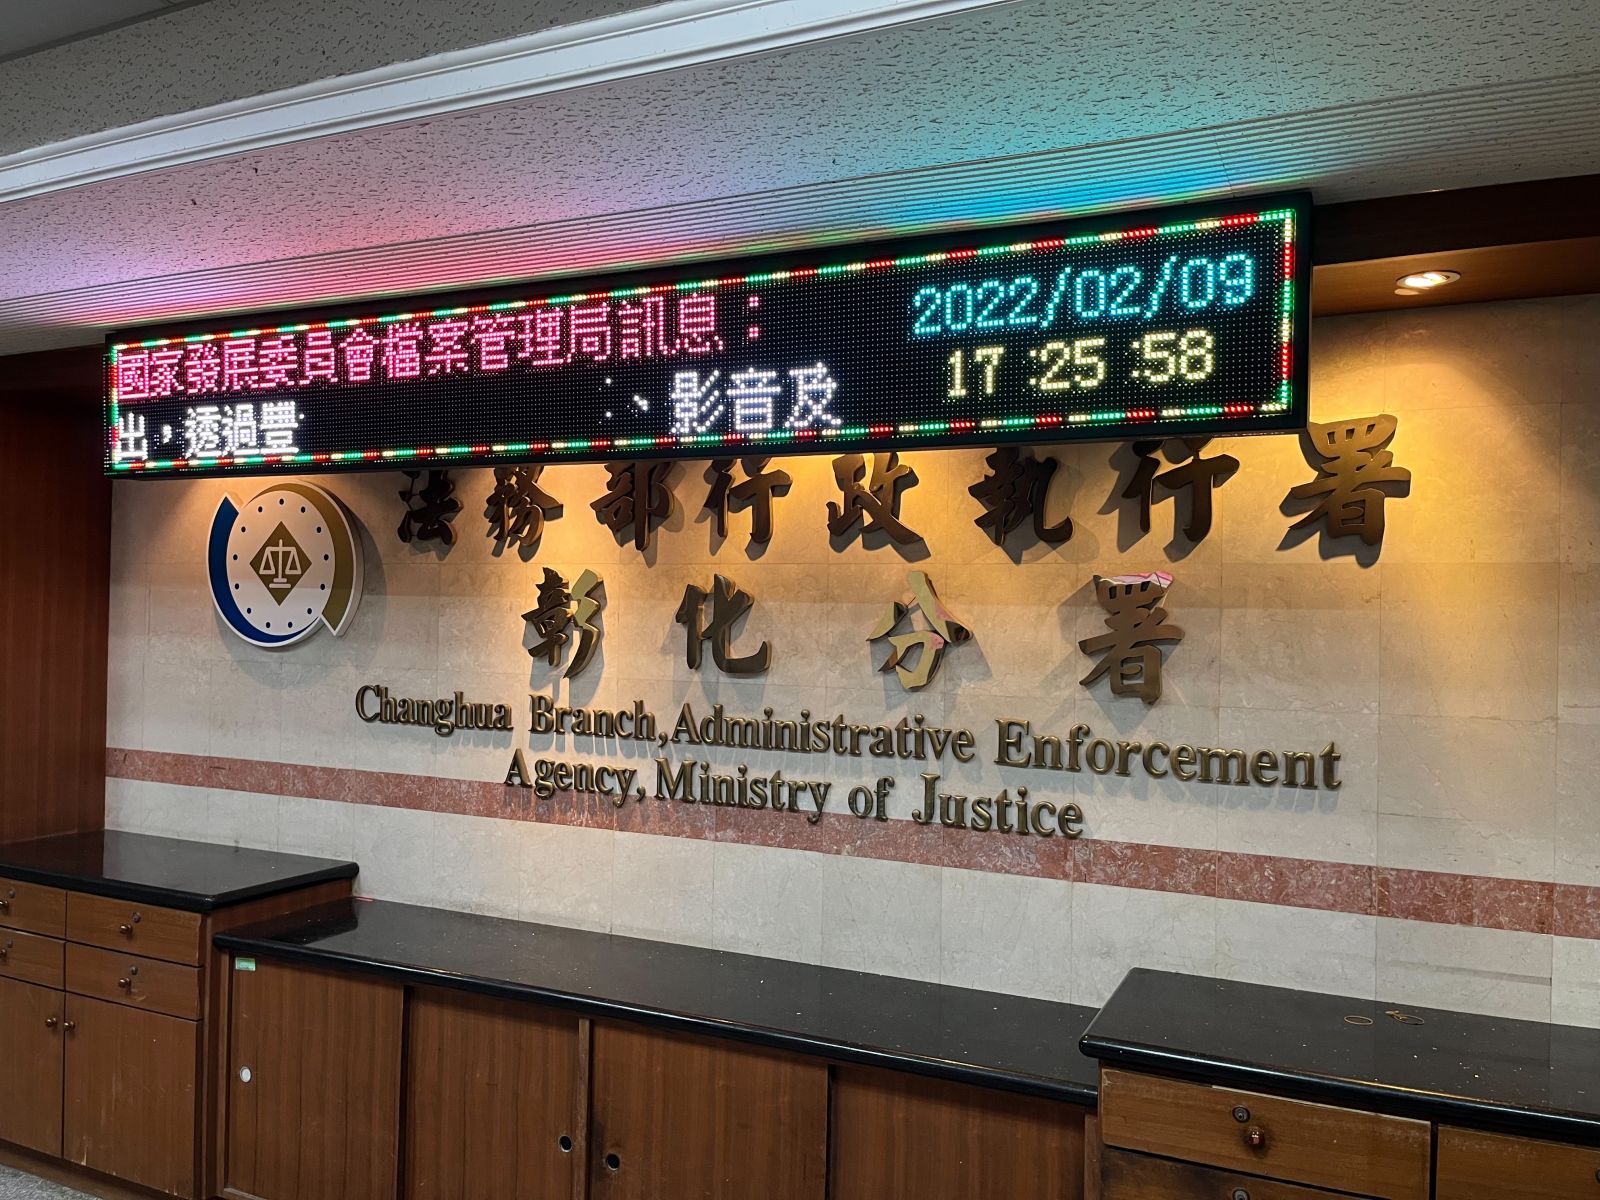 國家發展委員會檔案管理局訊息：
2022/02/09
出，透過豐
、影音及
17:25:58
法務部行政執行署
彰化分署
Changhua Branch, Administrative Enforcement
Agency, Ministry of Justice